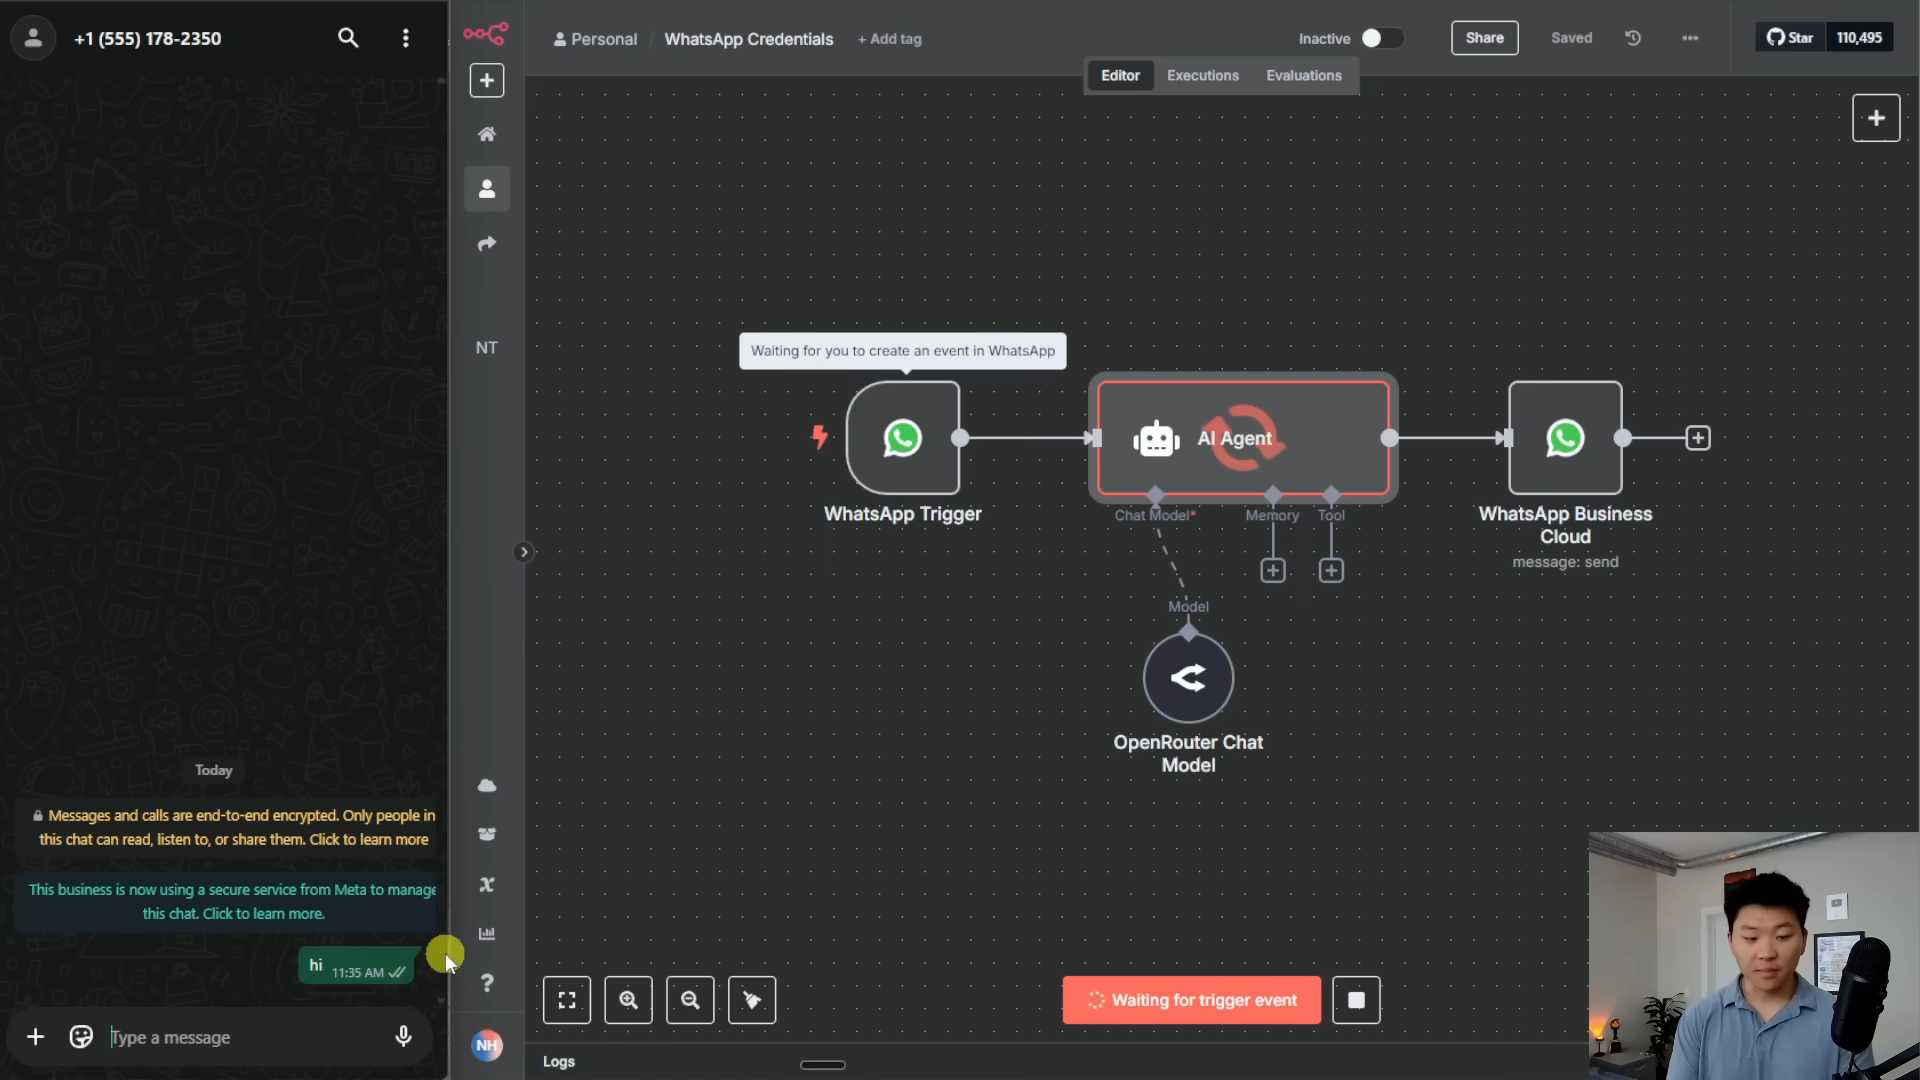 +1 (555) 178-2350
Personal / WhatsApp Credentials + Add tag
Inactive
Share
Saved
Star 110,495
Editor Executions Evaluations
NT
Waiting for you to create an event in WhatsApp
AI Agent
WhatsApp Trigger
Chat Model* Memory Tool
WhatsApp Business
Cloud
message: send
Model
OpenRouter Chat
Model
Today
Messages and calls are end-to-end encrypted. Only people in
this chat can read, listen to, or share them. Click to learn more
This business is now using a secure service from Meta to manage
this chat. Click to learn more.
hi 11:35 AM
Type a message
NH
Waiting for trigger event
Logs